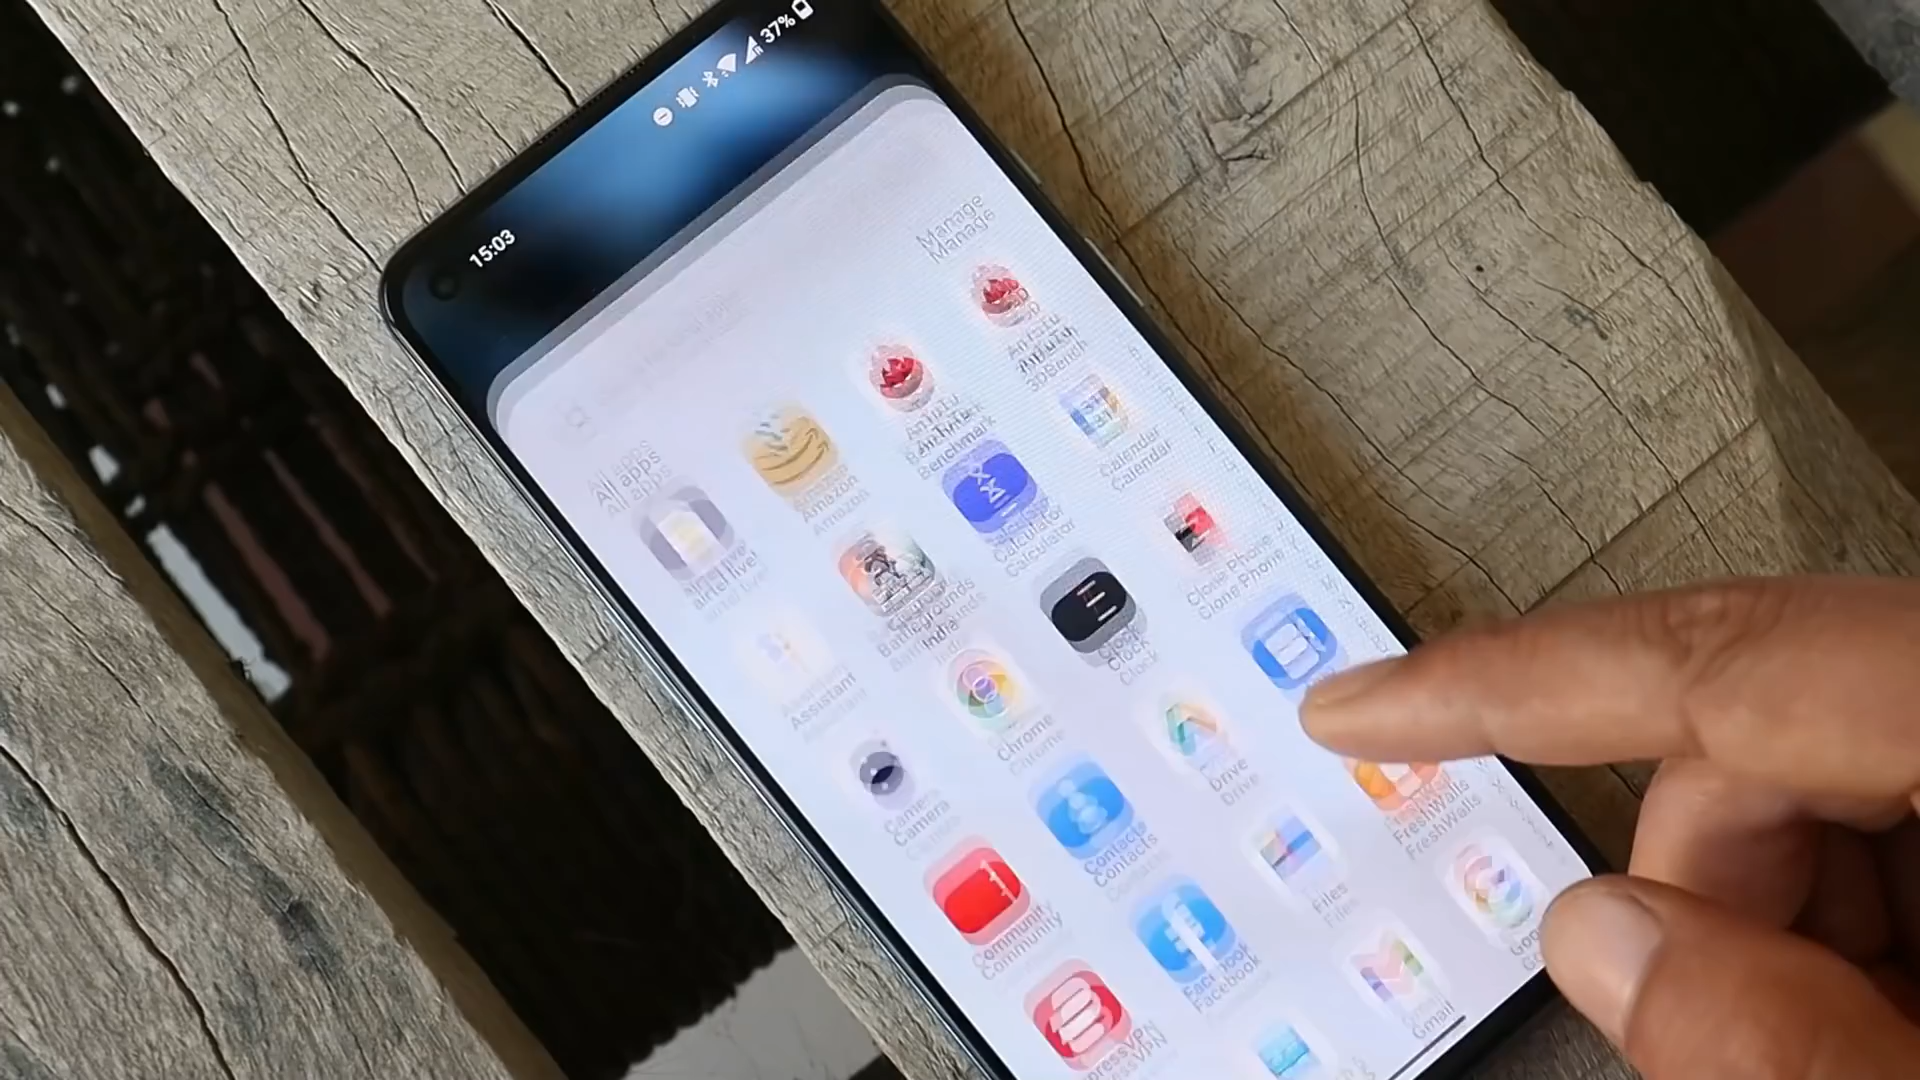 15:03
37%
Manage
All apps
airtel live!
Amazon
AnTuTu
Benchmark
AnTuTu
3DBench
Assistant
Battlegrounds
India
Calculator
Calendar
Camera
Chrome
Clock
Clone Phone
Community
Contacts
Drive
Facebook
Files
FreshWalls
Gmail